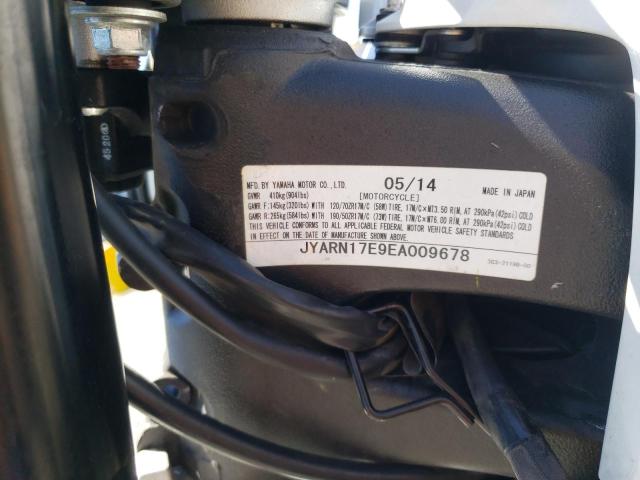 MFD. BY YAMAHA MOTOR CO., LTD. 05/14 MADE IN JAPAN
GVWR 410kg(904lbs) [MOTORCYCLE]
GAWR F:145kg(320lbs) WITH 120/70ZR17M/C (58W) TIRE, 17M/C×MT3.50 RIM, AT 290kPa(42psi) COLD
GAWR R:265kg(584lbs) WITH 190/50ZR17M/C (73W) TIRE, 17M/C×MT6.00 RIM, AT 290kPa(42psi) COLD
THIS VEHICLE CONFORMS TO ALL APPLICABLE FEDERAL MOTOR VEHICLE SAFETY STANDARDS
IN EFFECT ON THE DATE OF MANUFACTURE SHOWN ABOVE.
JYARN17E9EA009678